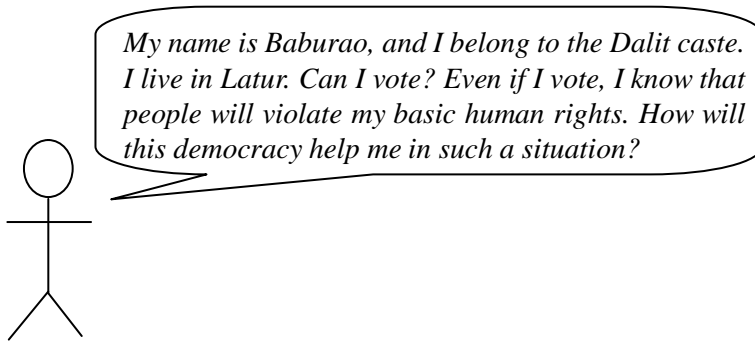 My name is Baburao, and I belong to the Dalit caste.
I live in Latur. Can I vote? Even if I vote, I know that
people will violate my basic human rights. How will
this democracy help me in such a situation?